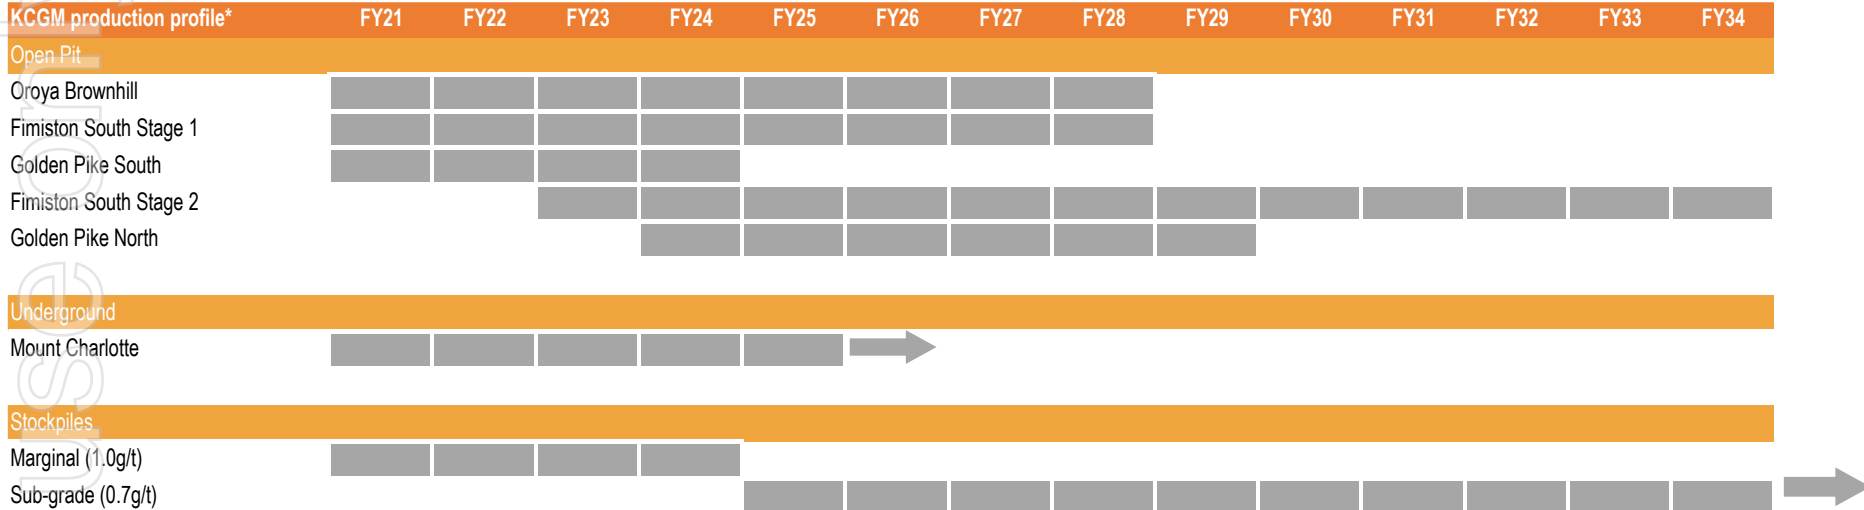 KCGM production profile* FY21 FY22 FY23 FY24 FY25 FY26 FY27 FY28 FY29 FY30 FY31 FY32 FY33 FY34
Open Pit
Oroya Brownhill
Fimiston South Stage 1
Golden Pike South
Fimiston South Stage 2
Golden Pike North
Underground
Mount Charlotte
Stockpiles
Marginal (1.0g/t)
Sub-grade (0.7g/t)
use on